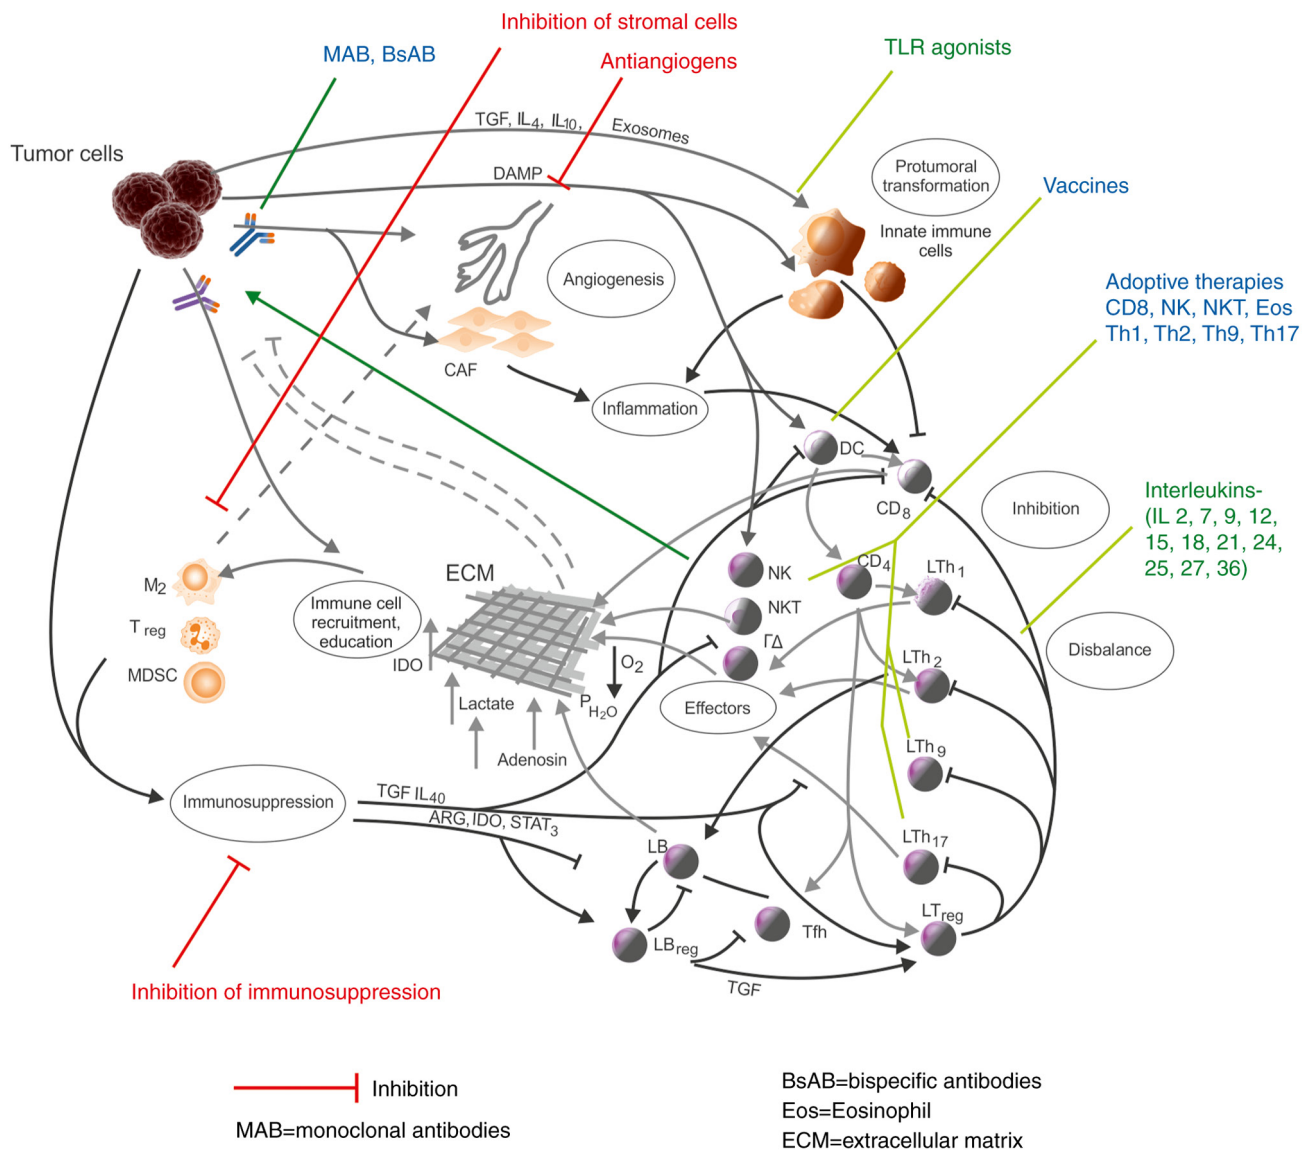 Inhibition of stromal cells
MAB, BsAB
Antiangiogens
TLR agonists
TGF, IL4, IL10, Exosomes
Tumor cells
DAMP
Protumoral
transformation
Vaccines
Innate immune
cells
Angiogenesis
Adoptive therapies
CD8, NK, NKT, Eos
Th1, Th2, Th9, Th17
CAF
Inflammation
DC
CD8
Inhibition
Interleukins-
(IL 2, 7, 9, 12,
15, 18, 21, 24,
25, 27, 36)
ECM
NK
CD4
LTh1
M2
Immune cell
recruitment,
education
NKT
T reg
ΓΔ
IDO
O2
LTh2
Disbalance
MDSC
Lactate
PH2O
Effectors
Adenosin
LTh9
Immunosuppression
TGF IL40
ARG, IDO, STAT3
LB
LTh17
LTreg
Tfh
LBreg
TGF
Inhibition of immunosuppression
Inhibition
MAB=monoclonal antibodies
BsAB=bispecific antibodies
Eos=Eosinophil
ECM=extracellular matrix